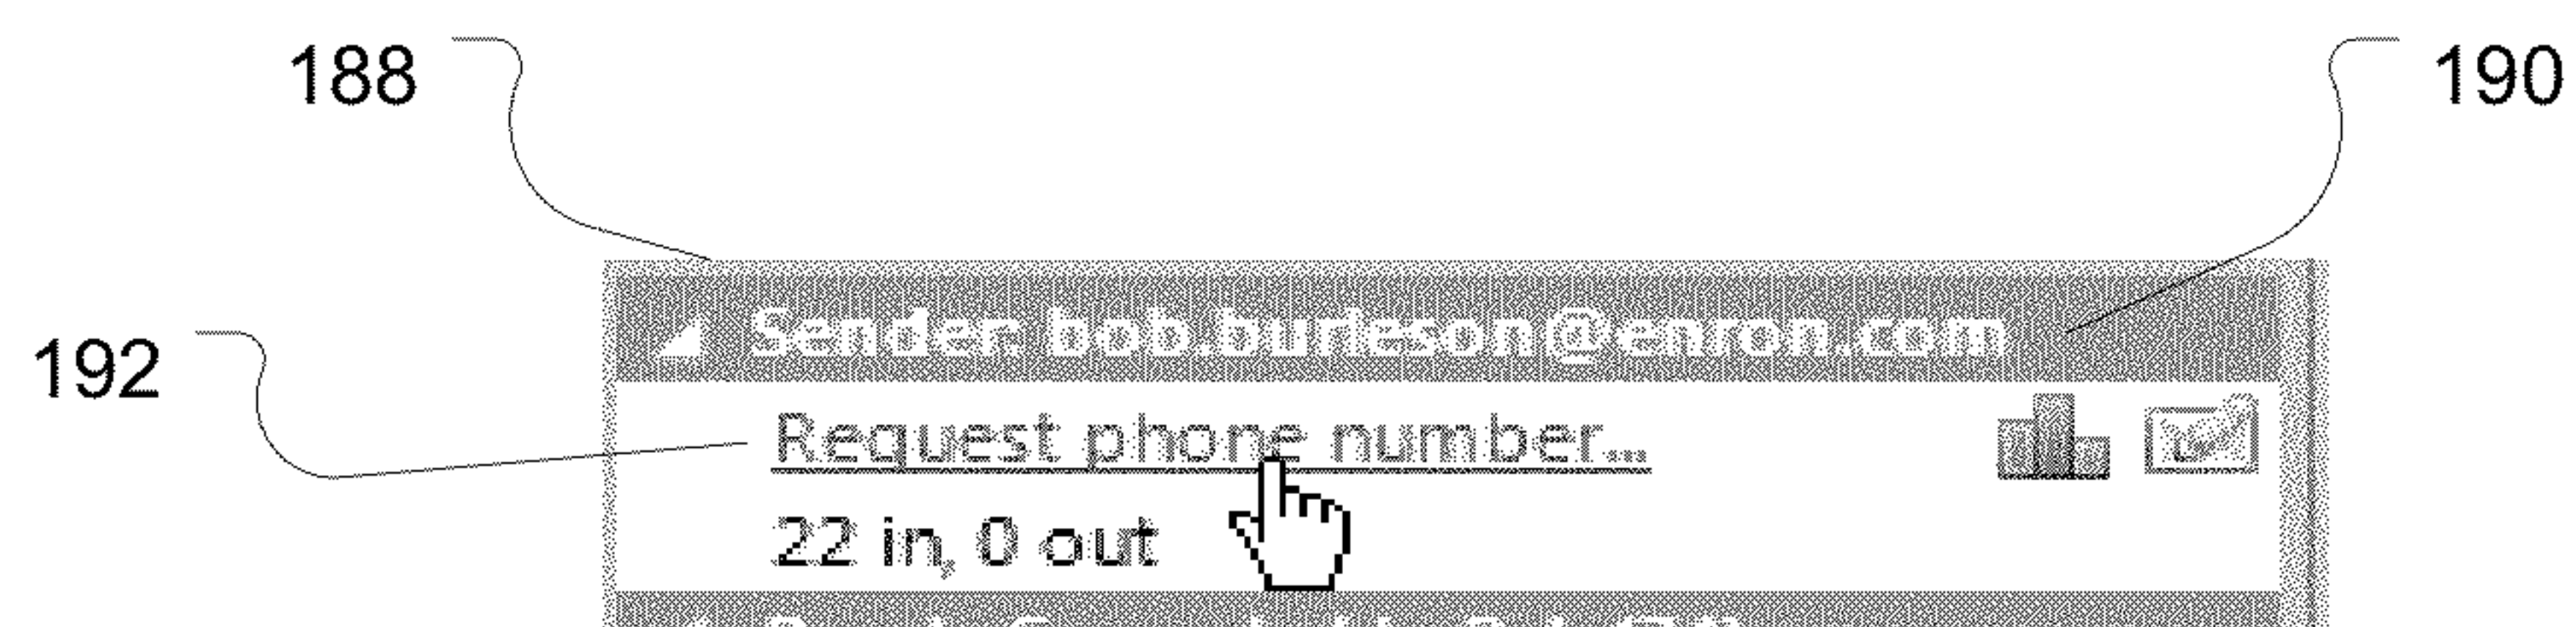 188
190
Sender: bob.burleson@enron.com
192
Request phone number...
22 in, 0 out